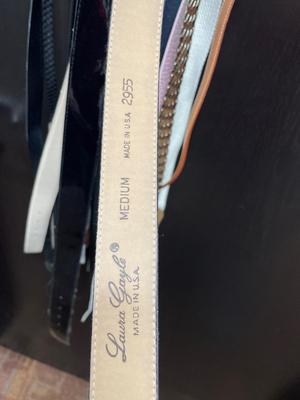 Laura Gayle ®
MADE IN U.S.A.
MEDIUM
MADE IN U.S.A. 2955